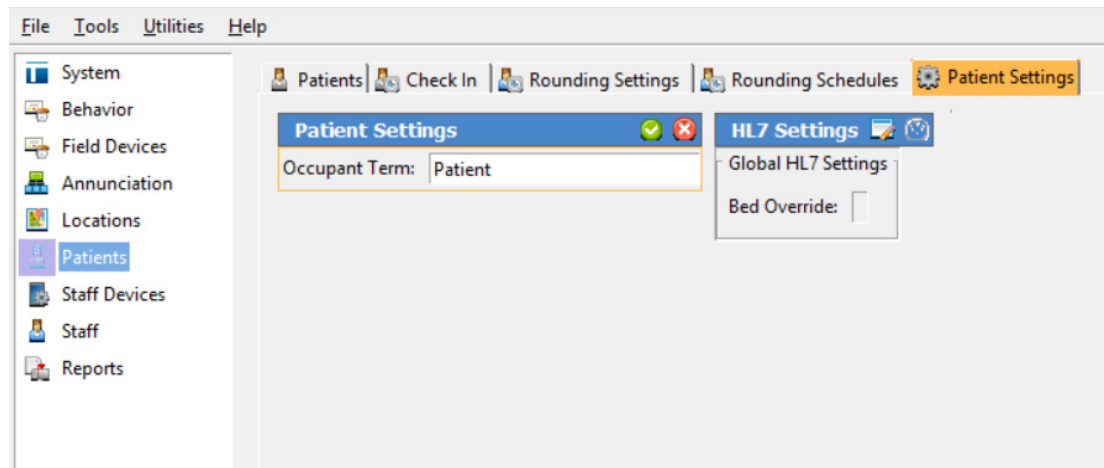 File Tools Utilities Help
System
Behavior
Field Devices
Annunciation
Locations
Patients
Staff Devices
Staff
Reports
Patients Check In Rounding Settings Rounding Schedules Patient Settings
Patient Settings
Occupant Term: Patient
HL7 Settings
Global HL7 Settings
Bed Override: